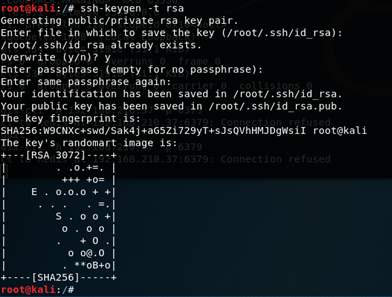 root@kali:/# ssh-keygen -t rsa
Generating public/private rsa key pair.
Enter file in which to save the key (/root/.ssh/id_rsa):
/root/.ssh/id_rsa already exists.
Overwrite (y/n)? y
Enter passphrase (empty for no passphrase):
Enter same passphrase again:
Your identification has been saved in /root/.ssh/id_rsa.
Your public key has been saved in /root/.ssh/id_rsa.pub.
The key fingerprint is:
SHA256:W9CNXc+swd/Sak4j+aG5Zi729yT+sJsQVhHMJDgWsiI root@kali
The key's randomart image is:
+---[RSA 3072]----+
|        . .o.+=. |
|         +++ +o= |
|    E . o.o.o + +|
|     . . .   . =.|
|        S . o o +|
|         o . o o |
|        .   + O .|
|          o o@.O |
|         . **oB+o|
+----[SHA256]-----+
root@kali:/#